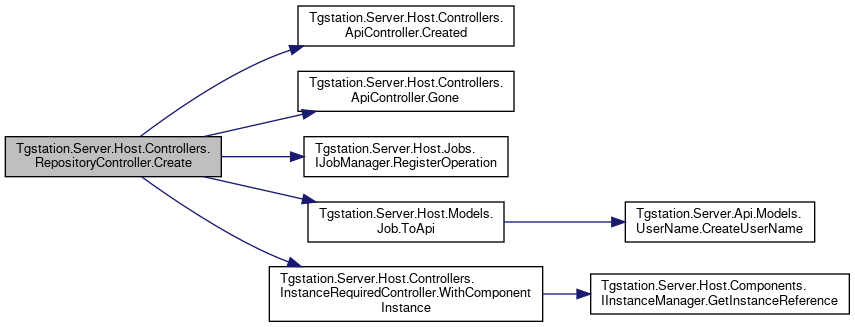 Tgstation.Server.Host.Controllers.
ApiController.Created
Tgstation.Server.Host.Controllers.
ApiController.Gone
Tgstation.Server.Host.Controllers.
RepositoryController.Create
Tgstation.Server.Host.Jobs.
IJobManager.RegisterOperation
Tgstation.Server.Host.Models.
Job.ToApi
Tgstation.Server.Api.Models.
UserName.CreateUserName
Tgstation.Server.Host.Controllers.
InstanceRequiredController.WithComponent
Instance
Tgstation.Server.Host.Components.
IInstanceManager.GetInstanceReference